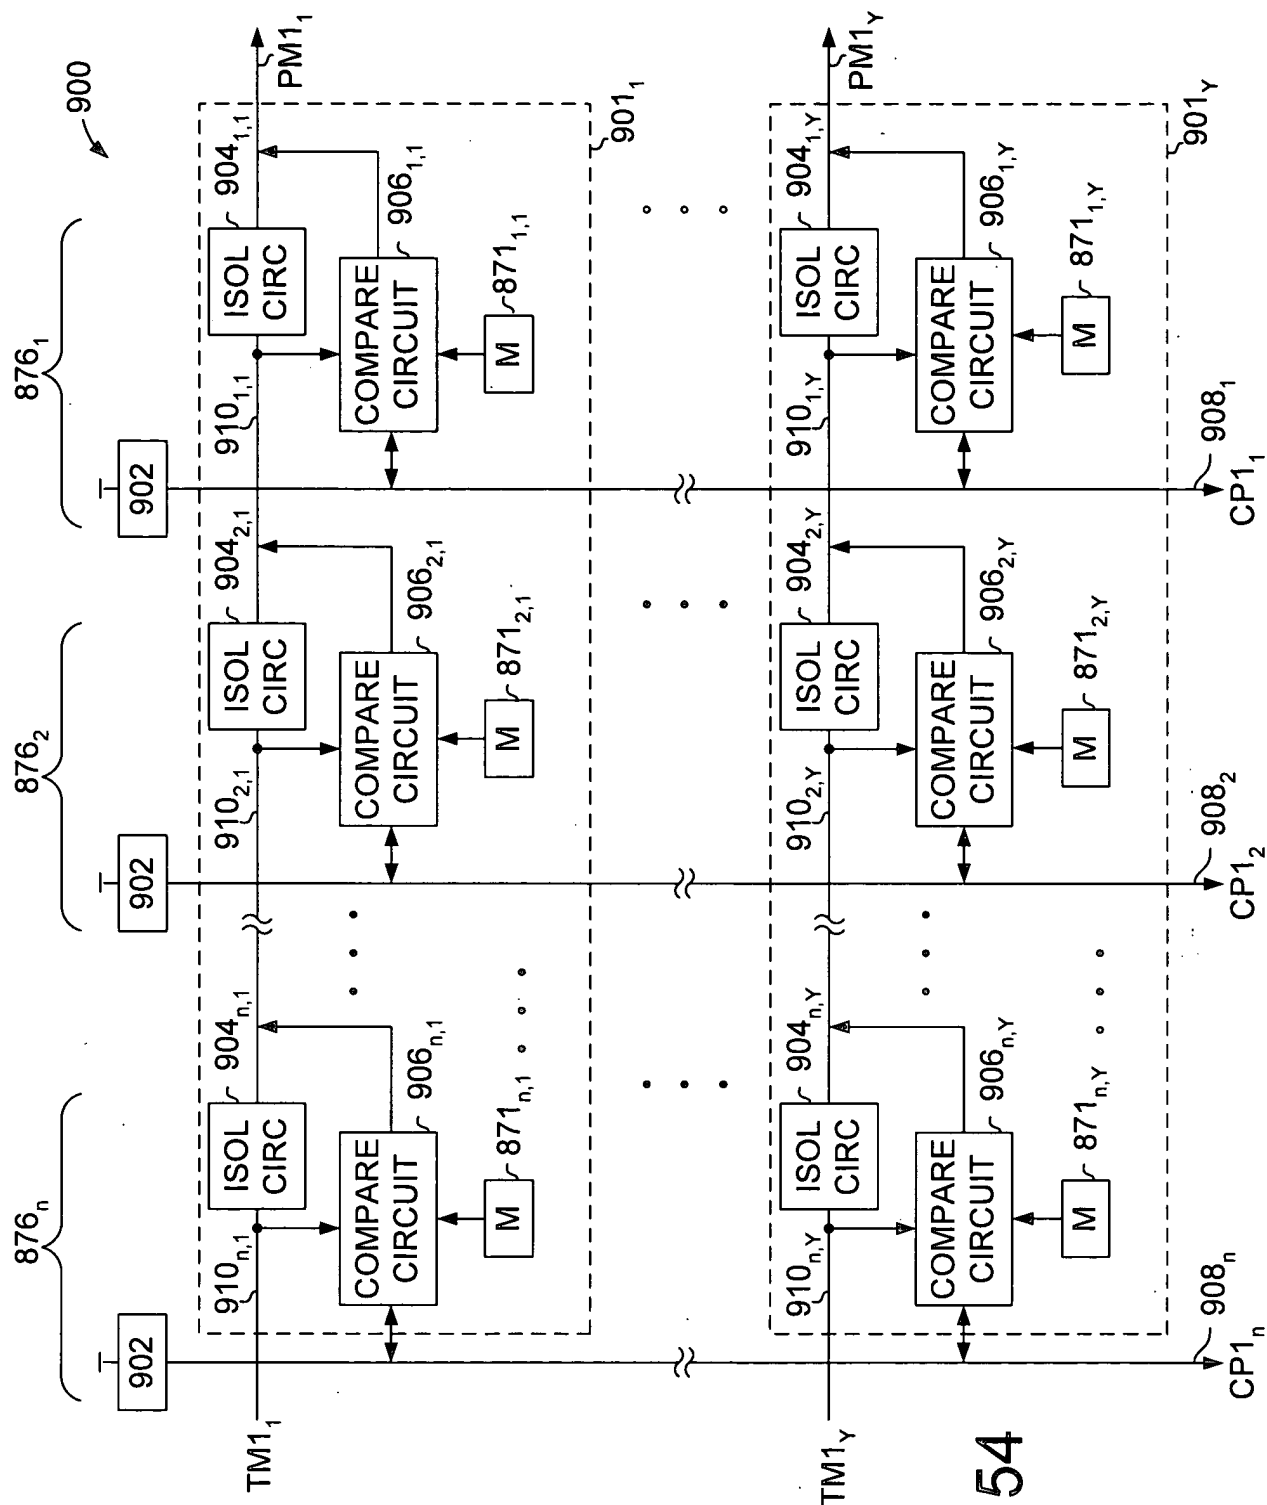 900
876ₙ
876₂
876₁
902
902
902
TM1₁
910ₙ,₁
ISOL
CIRC
904ₙ,₁
910₂,₁
ISOL
CIRC
904₂,₁
910₁,₁
ISOL
CIRC
904₁,₁
PM1₁
COMPARE
CIRCUIT
906ₙ,₁
COMPARE
CIRCUIT
906₂,₁
COMPARE
CIRCUIT
906₁,₁
M
871ₙ,₁
M
871₂,₁
M
871₁,₁
901₁
TM1Y
910n,Y
ISOL
CIRC
904n,Y
910₂,Y
ISOL
CIRC
904₂,Y
910₁,Y
ISOL
CIRC
904₁,Y
PM1Y
COMPARE
CIRCUIT
906n,Y
COMPARE
CIRCUIT
906₂,Y
COMPARE
CIRCUIT
906₁,Y
M
871n,Y
M
871₂,Y
M
871₁,Y
901Y
908ₙ
CP1ₙ
908₂
CP1₂
908₁
CP1₁
54